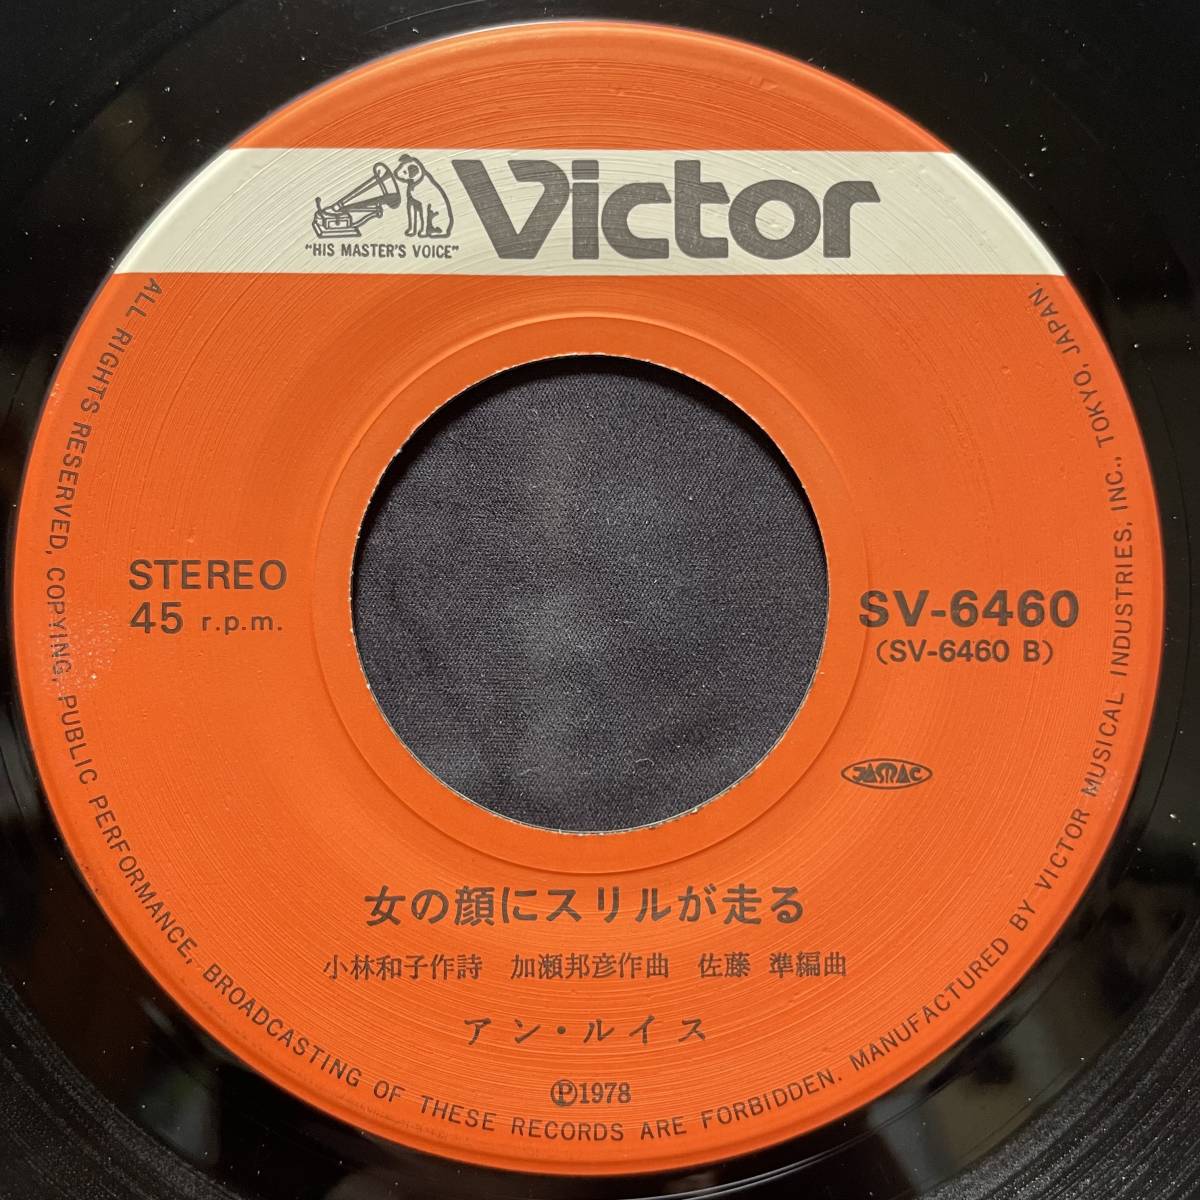 "HIS MASTER'S VOICE"
Victor
STEREO
45 r.p.m.
SV-6460
(SV-6460 B)
JASRAC
女の顔にスリルが走る
小林和子作詩 加瀬邦彦作曲 佐藤 準編曲
アン・ルイス
Ⓟ1978
ALL RIGHTS RESERVED, COPYING, PUBLIC PERFORMANCE, BROADCASTING OF THESE RECORDS ARE FORBIDDEN. MANUFACTURED BY VICTOR MUSICAL INDUSTRIES, INC., TOKYO, JAPAN.